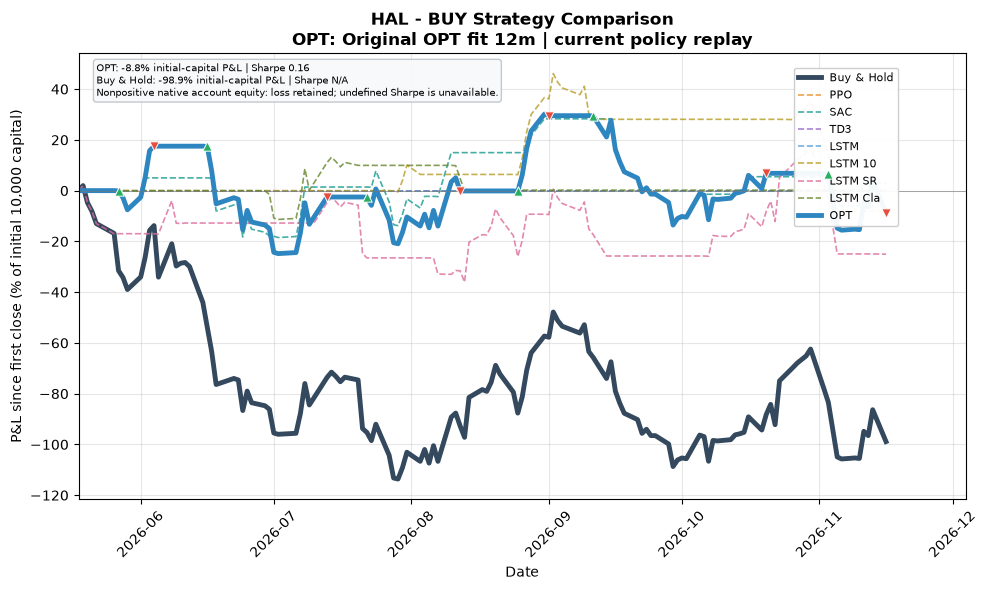 HAL - BUY Strategy Comparison
OPT: Original OPT fit 12m | current policy replay
OPT: -8.8% initial-capital P&L | Sharpe 0.16
Buy & Hold: -98.9% initial-capital P&L | Sharpe N/A
Nonpositive native account equity: loss retained; undefined Sharpe is unavailable.
Buy & Hold
PPO
SAC
TD3
LSTM
LSTM 10
LSTM SR
LSTM Cla
OPT
P&L since first close (% of initial 10,000 capital)
40
20
0
−20
−40
−60
−80
−100
−120
2026-06
2026-07
2026-08
2026-09
2026-10
2026-11
2026-12
Date